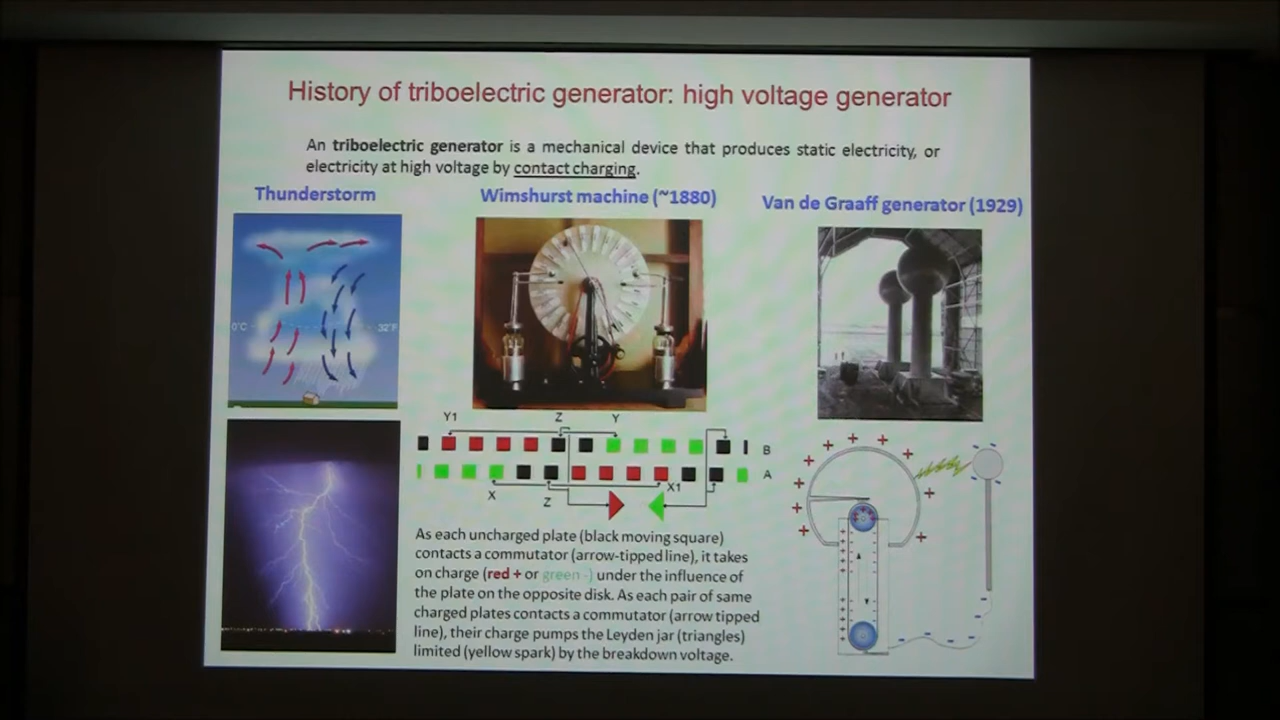 History of triboelectric generator: high voltage generator
An triboelectric generator is a mechanical device that produces static electricity, or
electricity at high voltage by contact charging.
Thunderstorm
Wimshurst machine (~1880)
Van de Graaff generator (1929)
0°C
32°F
Y1
Z
Y
B
A
X
Z
X1
As each uncharged plate (black moving square)
contacts a commutator (arrow-tipped line), it takes
on charge (red + or green -) under the influence of
the plate on the opposite disk. As each pair of same
charged plates contacts a commutator (arrow tipped
line), their charge pumps the Leyden jar (triangles)
limited (yellow spark) by the breakdown voltage.